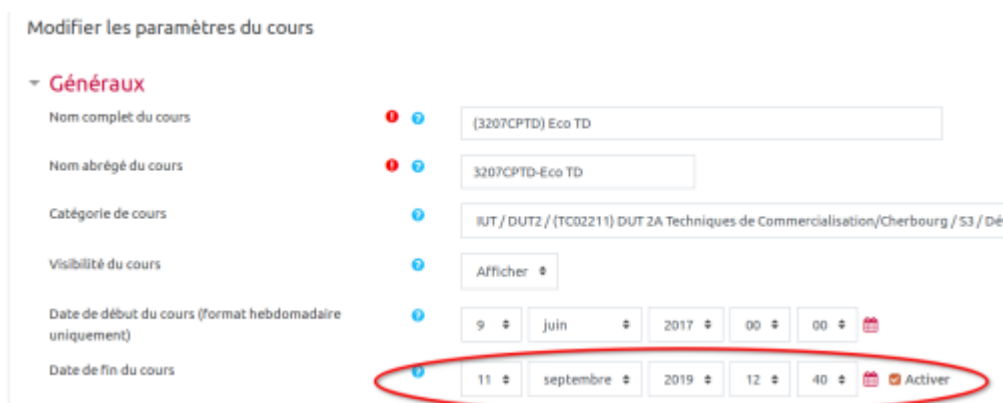 Modifier les paramètres du cours
Généraux
Nom complet du cours
(3207CPTD) Eco TD
Nom abrégé du cours
3207CPTD-Eco TD
Catégorie de cours
IUT / DUT2 / (TC02211) DUT 2A Techniques de Commercialisation/Cherbourg / S3 / Dé
Visibilité du cours
Afficher
Date de début du cours (format hebdomadaire
uniquement)
9 juin 2017 00 00
Date de fin du cours
11 septembre 2019 12 40 Activer